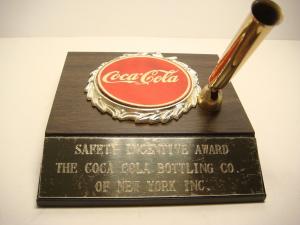 Coca-Cola
SAFETY INCENTIVE AWARD
THE COCA COLA BOTTLING CO.
OF NEW YORK INC.